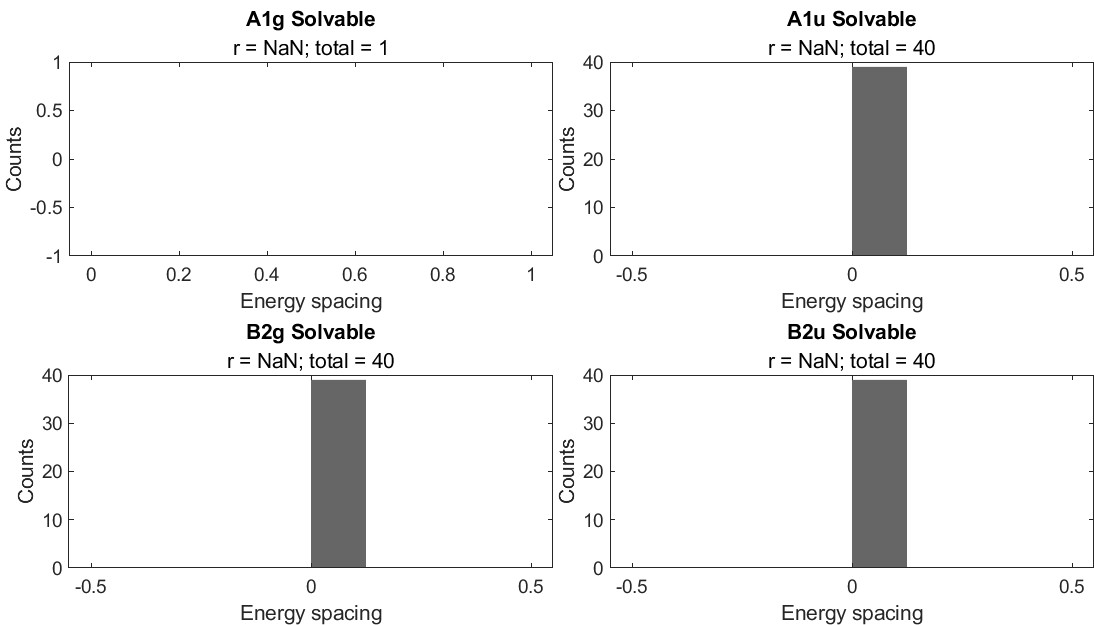 A1g Solvable
r = NaN; total = 1
1
0.5
0
-0.5
-1
Counts
0 0.2 0.4 0.6 0.8 1
Energy spacing
A1u Solvable
r = NaN; total = 40
40
30
20
10
0
Counts
-0.5 0 0.5
Energy spacing
B2g Solvable
r = NaN; total = 40
40
30
20
10
0
Counts
-0.5 0 0.5
Energy spacing
B2u Solvable
r = NaN; total = 40
40
30
20
10
0
Counts
-0.5 0 0.5
Energy spacing